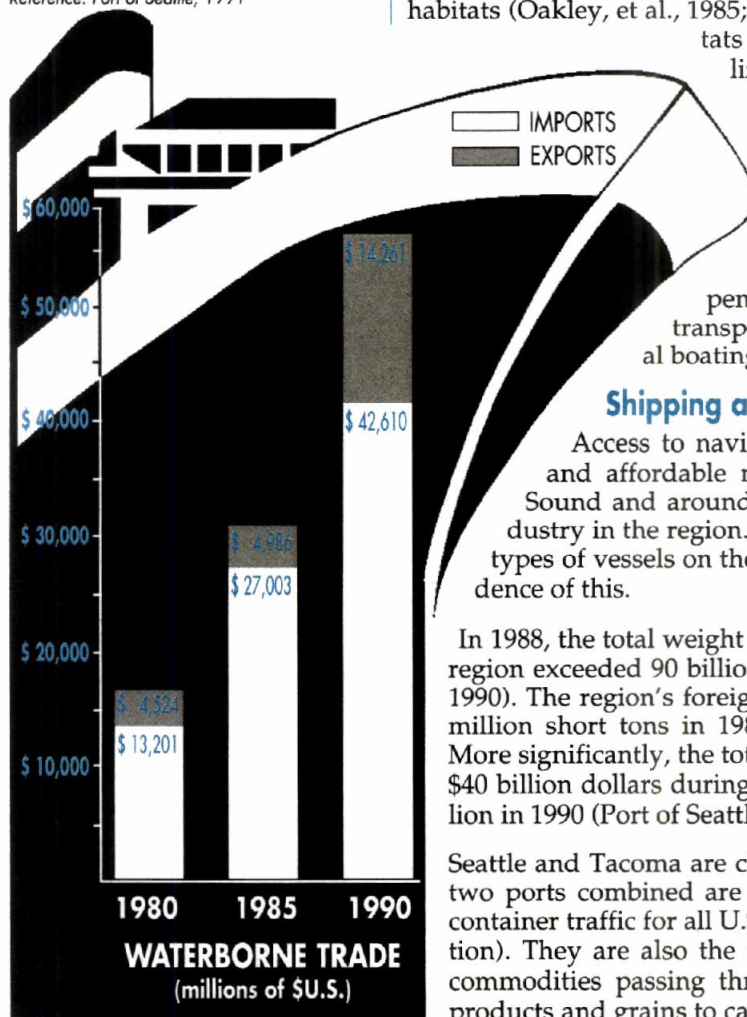 Reference: Port of Seattle, 1991
habitats (Oakley, et al., 1985;
tats
IMPORTS
EXPORTS
$ 60,000
$ 50,000
$ 40,000
$ 30,000
$ 20,000
$ 10,000
$ 14,261
$ 42,610
$ 4,986
$ 27,003
$ 4,524
$ 13,201
1980 1985 1990
WATERBORNE TRADE
(millions of $U.S.)
pen
transp
al boating
Shipping a
Access to navi
and affordable
Sound and around
dustry in the region.
types of vessels on the
dence of this.
In 1988, the total weight
region exceeded 90 billio
1990). The region's foreig
million short tons in 198
More significantly, the tot
$40 billion dollars during
lion in 1990 (Port of Seattl
Seattle and Tacoma are c
two ports combined are
container traffic for all U.S
tion). They are also the
commodities passing thr
products and grains to ca